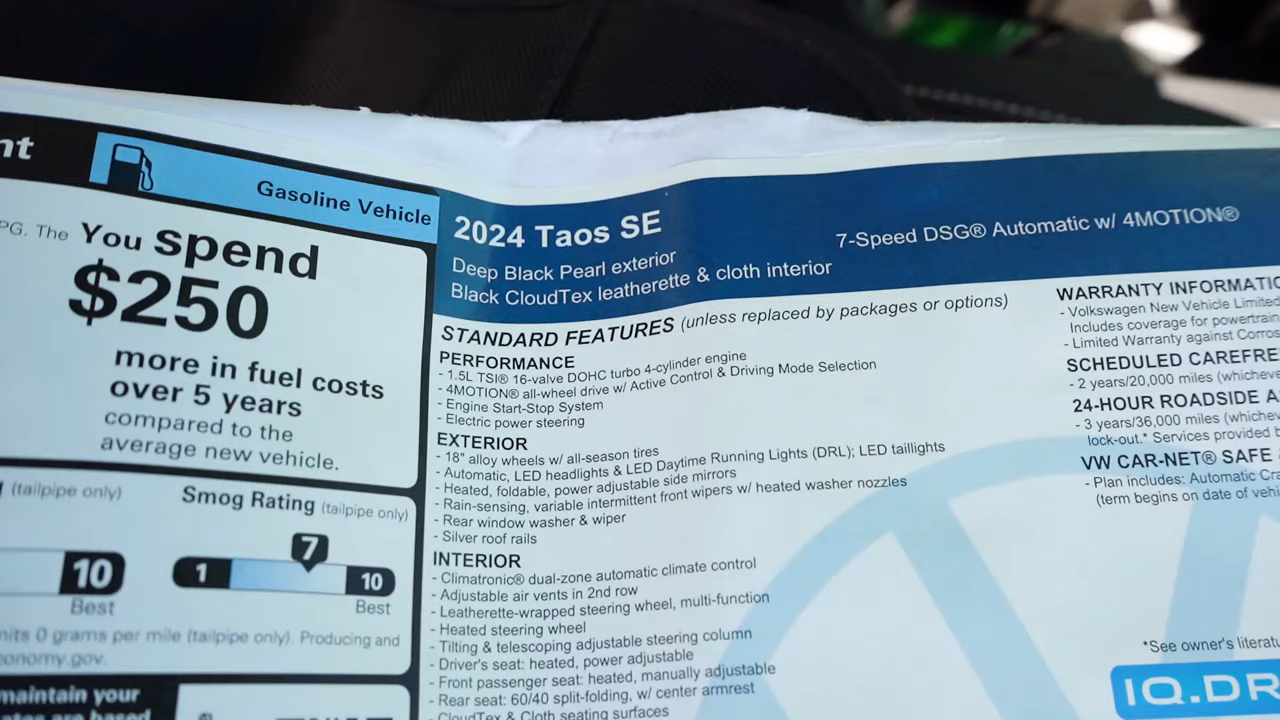 nt
Gasoline Vehicle
PG. The You spend
$250
more in fuel costs
over 5 years
compared to the
average new vehicle.
(tailpipe only)
Smog Rating (tailpipe only)
7
10
1
10
Best
Best
0 grams per mile (tailpipe only). Producing and
maintain your
2024 Taos SE
7-Speed DSG® Automatic w/ 4MOTION®
Deep Black Pearl exterior
Black CloudTex leatherette & cloth interior
STANDARD FEATURES (unless replaced by packages or options)
PERFORMANCE
- 1.5L TSI® 16-valve DOHC turbo 4-cylinder engine
- 4MOTION® all-wheel drive w/ Active Control & Driving Mode Selection
- Engine Start-Stop System
- Electric power steering
EXTERIOR
- 18" alloy wheels w/ all-season tires
- Automatic, LED headlights & LED Daytime Running Lights (DRL); LED taillights
- Heated, foldable, power adjustable side mirrors
- Rain-sensing, variable intermittent front wipers w/ heated washer nozzles
- Rear window washer & wiper
- Silver roof rails
INTERIOR
- Climatronic® dual-zone automatic climate control
- Adjustable air vents in 2nd row
- Leatherette-wrapped steering wheel, multi-function
- Heated steering wheel
- Tilting & telescoping adjustable steering column
- Driver's seat: heated, power adjustable
- Front passenger seat: heated, manually adjustable
- Rear seat: 60/40 split-folding, w/ center armrest
- CloudTex & Cloth seating surfaces
WARRANTY INFORMATIO
- Volkswagen New Vehicle Limited
Includes coverage for powertrain
- Limited Warranty against Corros
SCHEDULED CAREFRE
- 2 years/20,000 miles (whicheve
24-HOUR ROADSIDE A
- 3 years/36,000 miles (whichev
lock-out.* Services provided b
VW CAR-NET® SAFE &
- Plan includes: Automatic Cra
(term begins on date of vehi
*See owner's literatu
IQ.DR